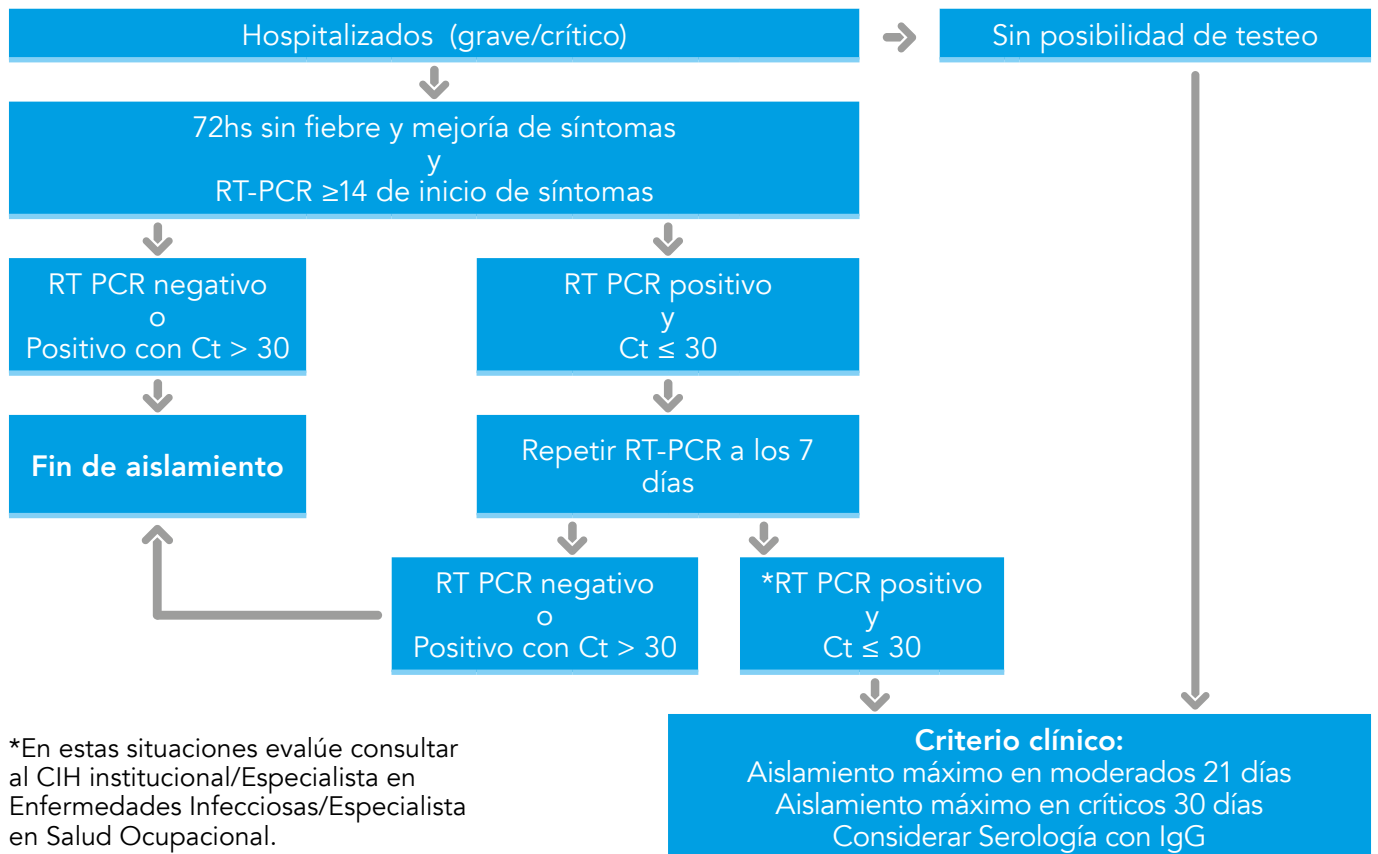 Hospitalizados (grave/crítico)
Sin posibilidad de testeo
72hs sin fiebre y mejoría de síntomas
y
RT-PCR ≥14 de inicio de síntomas
RT PCR negativo
o
Positivo con Ct > 30
RT PCR positivo
y
Ct ≤ 30
Fin de aislamiento
Repetir RT-PCR a los 7
días
RT PCR negativo
o
Positivo con Ct > 30
*RT PCR positivo
y
Ct ≤ 30
*En estas situaciones evalúe consultar
al CIH institucional/Especialista en
Enfermedades Infecciosas/Especialista
en Salud Ocupacional.
Criterio clínico:
Aislamiento máximo en moderados 21 días
Aislamiento máximo en críticos 30 días
Considerar Serología con IgG